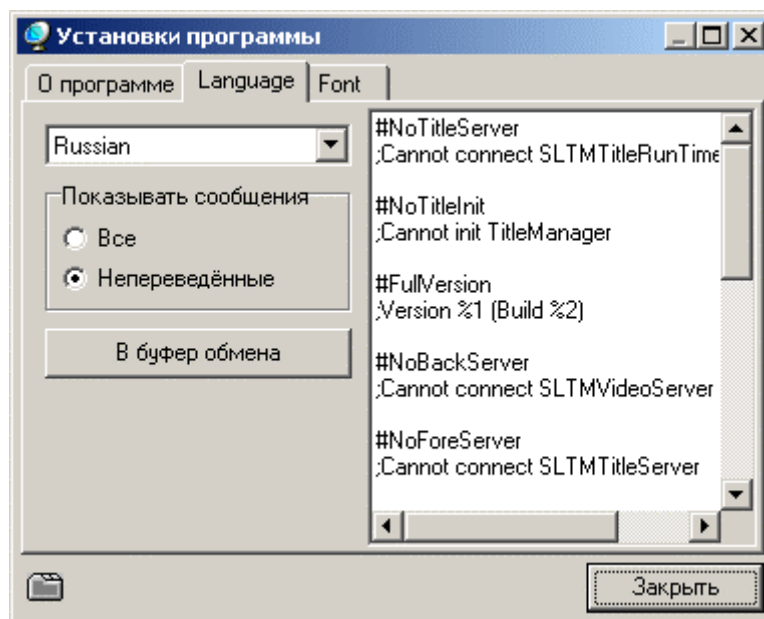 Установки программы
О программе Language Font
Russian
Показывать сообщения
Все
Непереведённые
В буфер обмена
#NoTitleServer
;Cannot connect SLTMTitleRunTime
#NoTitleInit
;Cannot init TitleManager
#FullVersion
;Version %1 (Build %2)
#NoBackServer
;Cannot connect SLTMVideoServer
#NoForeServer
;Cannot connect SLTMTitleServer
Закрыть